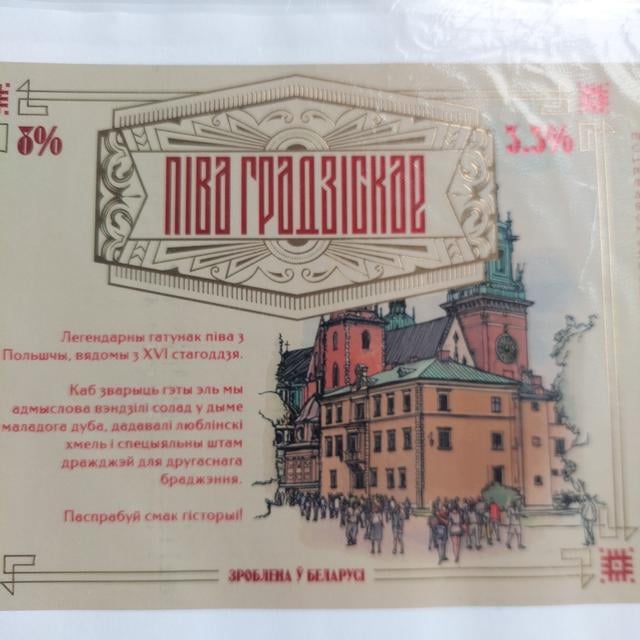 8%
3.3%
ПІВА ГРАДЗІСКАЕ
Легендарны гатунак піва з
Польшчы, вядомы з XVI стагоддзя.
Каб зварыць гэты эль мы
адмыслова вэндзілі солад у дыме
маладога дуба, дадавалі люблінскі
хмель і спецыяльны штам
дражджэй для другаснага
браджэння.
Паспрабуй смак гісторыі!
ЗРОБЛЕНА Ў БЕЛАРУСІ